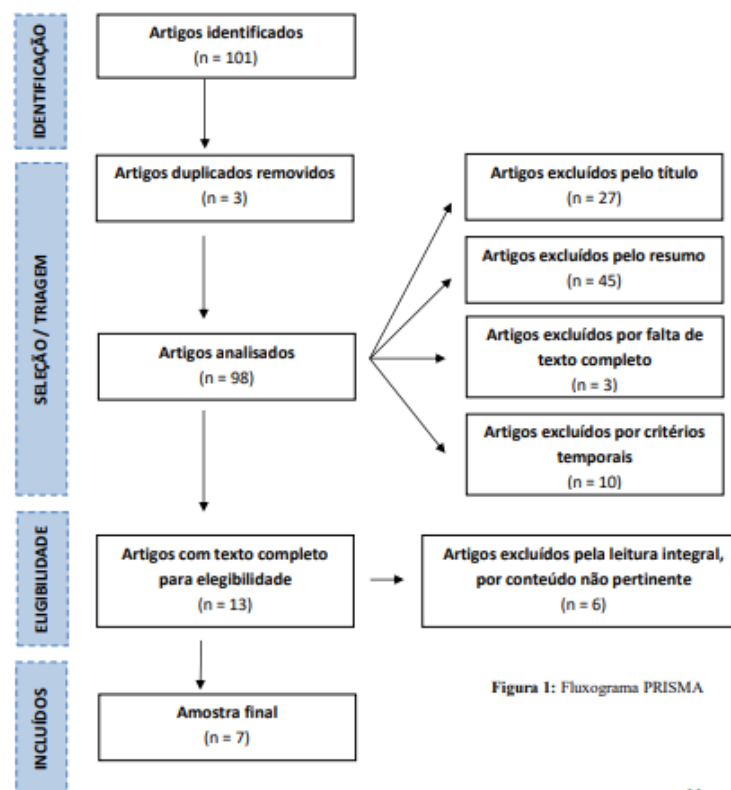 IDENTIFICAÇÃO
Artigos identificados
(n = 101)
SELEÇÃO / TRIAGEM
Artigos duplicados removidos
(n = 3)
Artigos analisados
(n = 98)
Artigos excluídos pelo título
(n = 27)
Artigos excluídos pelo resumo
(n = 45)
Artigos excluídos por falta de
texto completo
(n = 3)
Artigos excluídos por critérios
temporais
(n = 10)
ELIGIBILIDADE
Artigos com texto completo
para elegibilidade
(n = 13)
Artigos excluídos pela leitura integral,
por conteúdo não pertinente
(n = 6)
INCLUÍDOS
Amostra final
(n = 7)
Figura 1: Fluxograma PRISMA